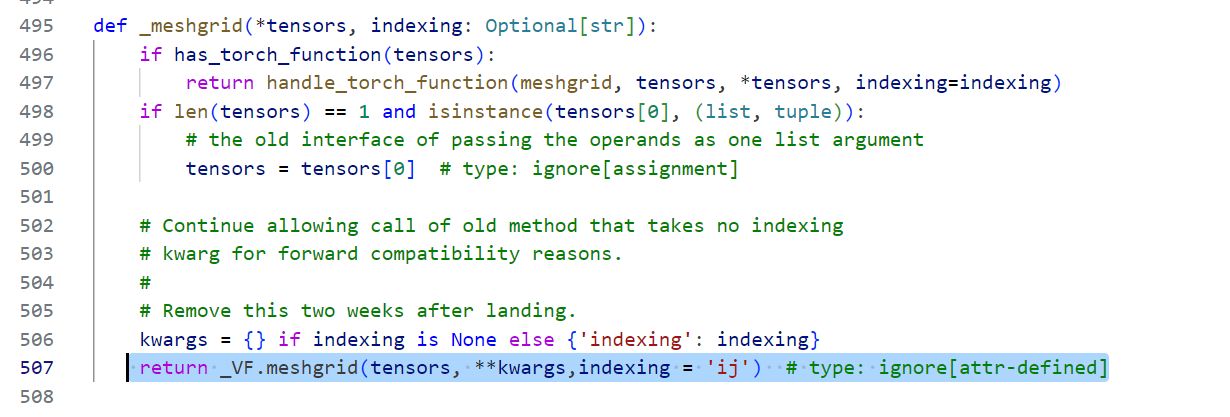 494
495 def _meshgrid(*tensors, indexing: Optional[str]):
496     if has_torch_function(tensors):
497         return handle_torch_function(meshgrid, tensors, *tensors, indexing=indexing)
498     if len(tensors) == 1 and isinstance(tensors[0], (list, tuple)):
499         # the old interface of passing the operands as one list argument
500         tensors = tensors[0]  # type: ignore[assignment]
501
502     # Continue allowing call of old method that takes no indexing
503     # kwarg for forward compatibility reasons.
504     #
505     # Remove this two weeks after landing.
506     kwargs = {} if indexing is None else {'indexing': indexing}
507     return _VF.meshgrid(tensors, **kwargs,indexing = 'ij')  # type: ignore[attr-defined]
508